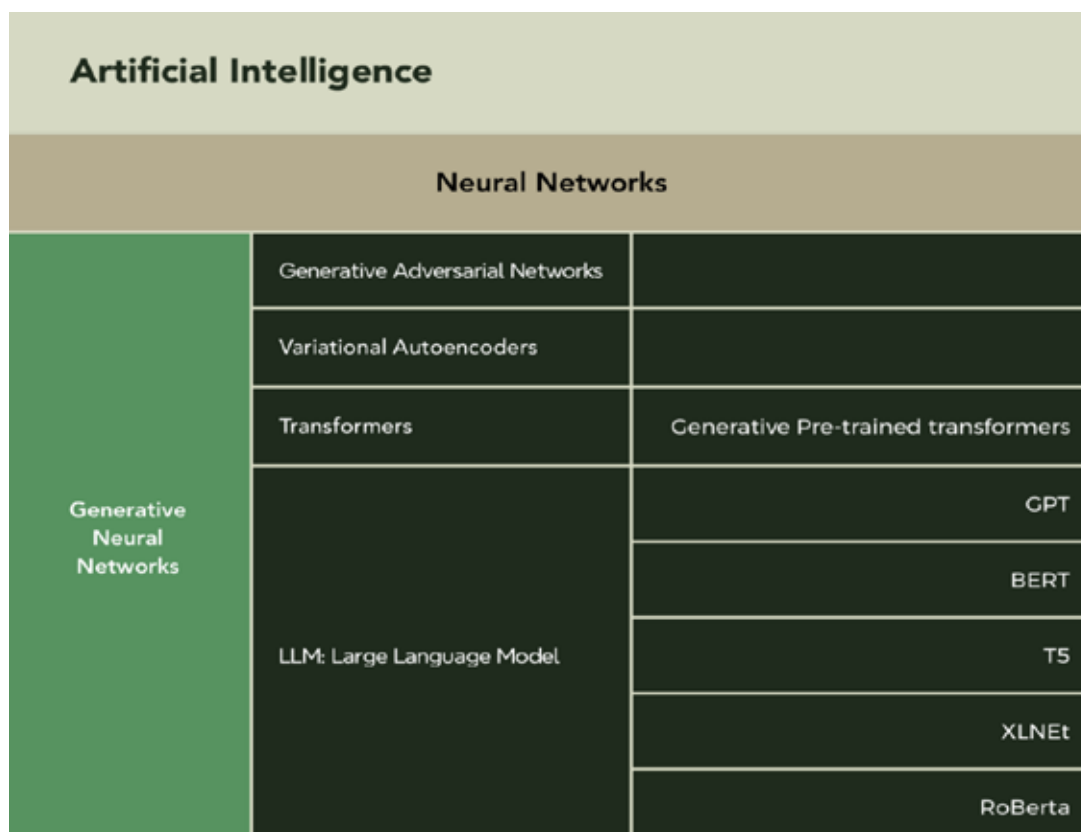 Artificial Intelligence
Neural Networks
Generative Adversarial Networks
Variational Autoencoders
Transformers
Generative Pre-trained transformers
Generative
Neural
Networks
LLM: Large Language Model
GPT
BERT
T5
XLNEt
RoBerta